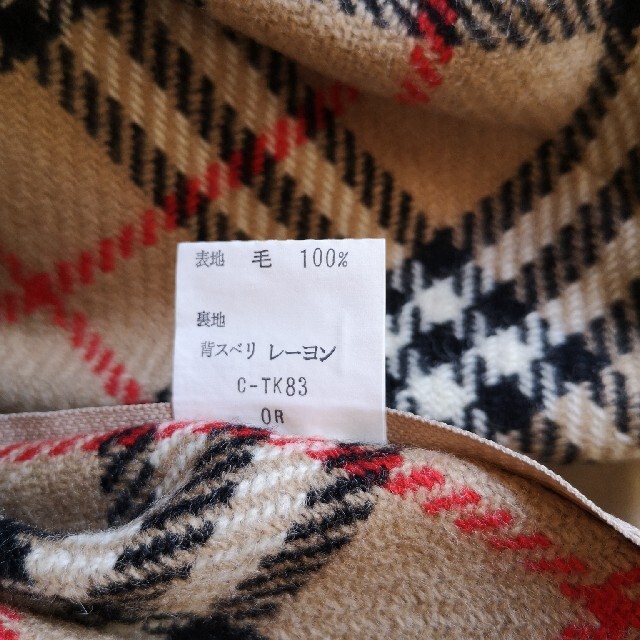 表地 毛 100%
裏地
背スベリ レーヨン
C-TK83
OR